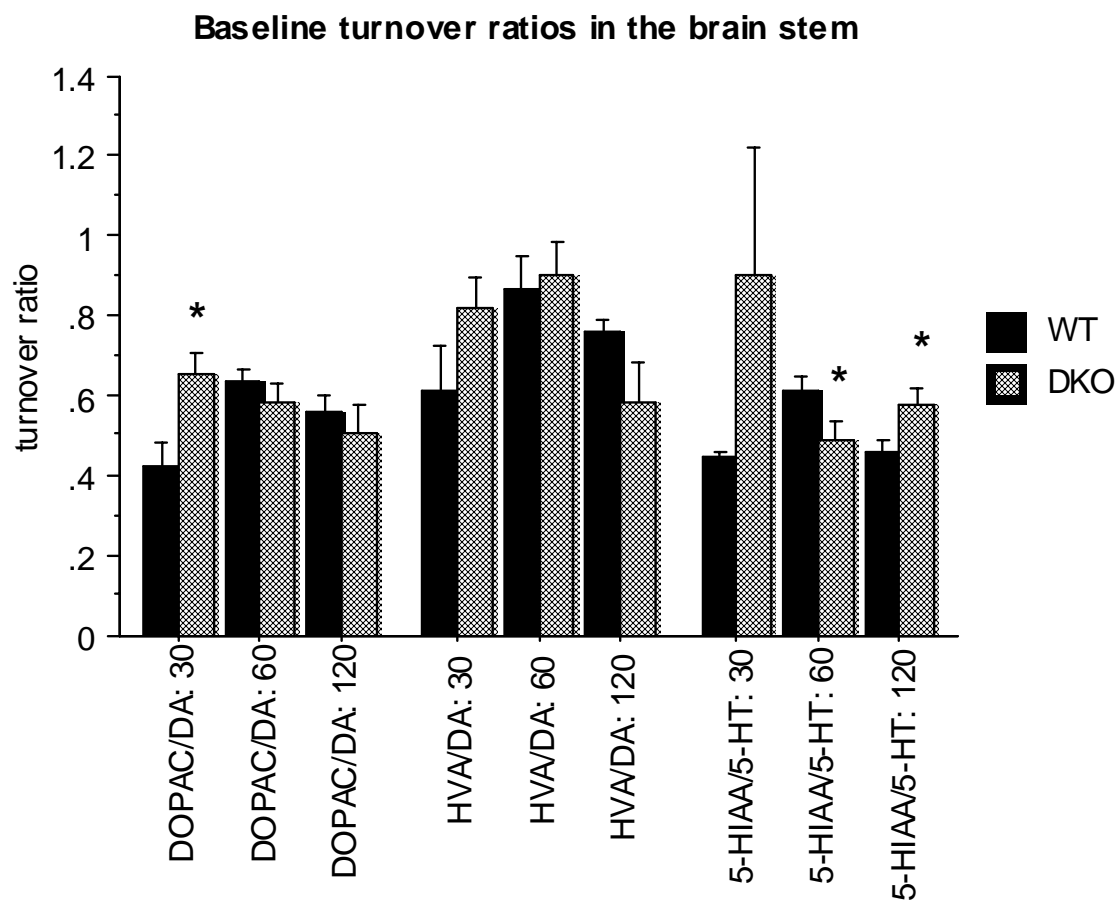 Baseline turnover ratios in the brain stem
turnover ratio
1.4
1.2
1
.8
.6
.4
.2
0
*
*
*
WT
DKO
DOPAC/DA: 30
DOPAC/DA: 60
DOPAC/DA: 120
HVA/DA: 30
HVA/DA: 60
HVA/DA: 120
5-HIAA/5-HT: 30
5-HIAA/5-HT: 60
5-HIAA/5-HT: 120